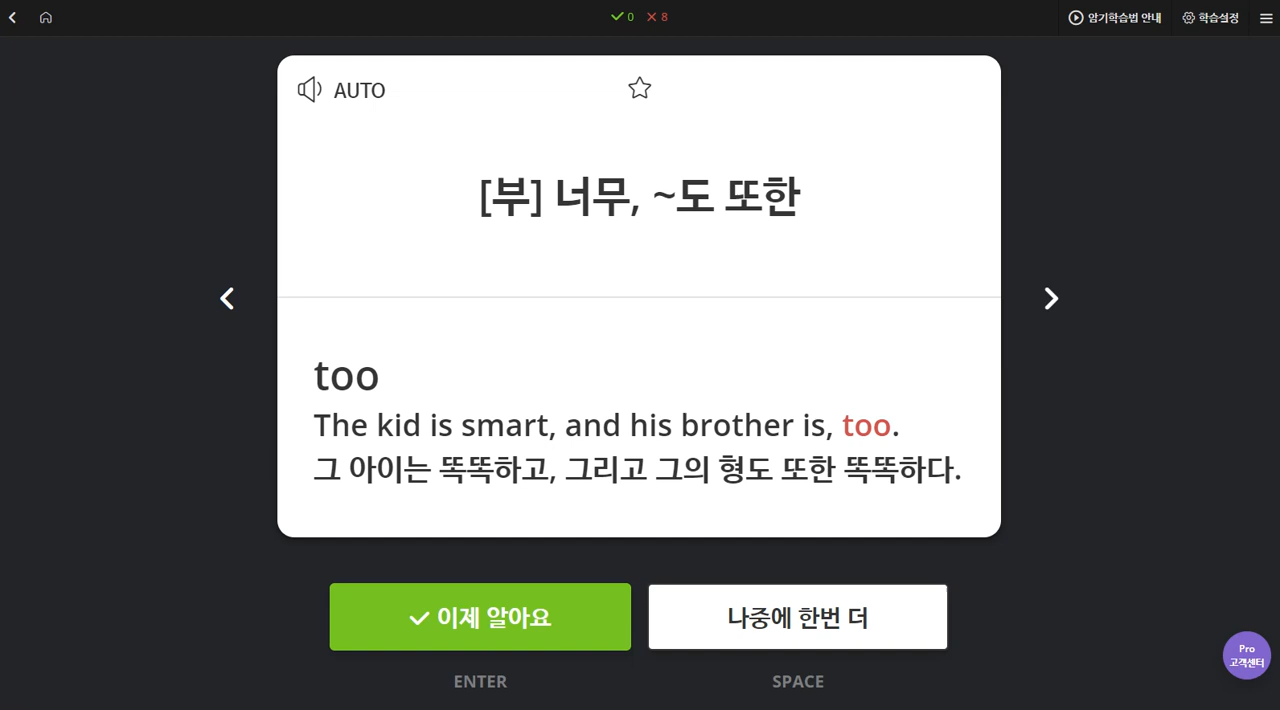 0 8 암기학습법 안내 학습설정
AUTO
[부] 너무, ~도 또한
too
The kid is smart, and his brother is, too.
그 아이는 똑똑하고, 그리고 그의 형도 또한 똑똑하다.
이제 알아요 나중에 한번 더
ENTER SPACE
Pro
고객센터